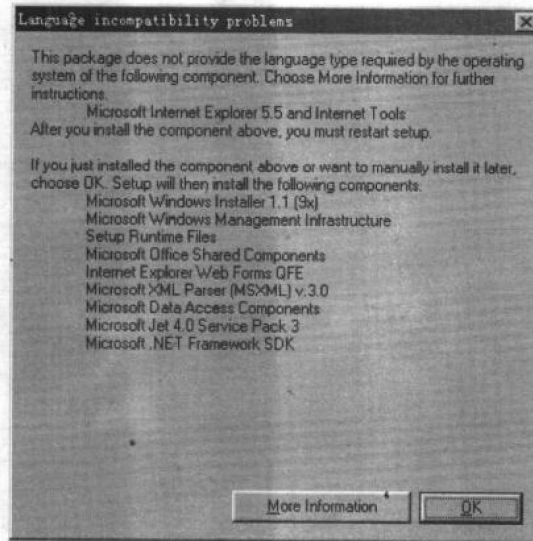 Language incompatibility problems
This package does not provide the language type required by the operating
system of the following component. Choose More Information for further
instructions.
Microsoft Internet Explorer 5.5 and Internet Tools
After you install the component above, you must restart setup.
If you just installed the component above or want to manually install it later,
choose OK. Setup will then install the following components:
Microsoft Windows Installer 1.1 (9x)
Microsoft Windows Management Infrastructure
Setup Runtime Files
Microsoft Office Shared Components
Internet Explorer Web Forms QFE
Microsoft XML Parser (MSXML) v.3.0
Microsoft Data Access Components
Microsoft Jet 4.0 Service Pack 3
Microsoft .NET Framework SDK
More Information OK